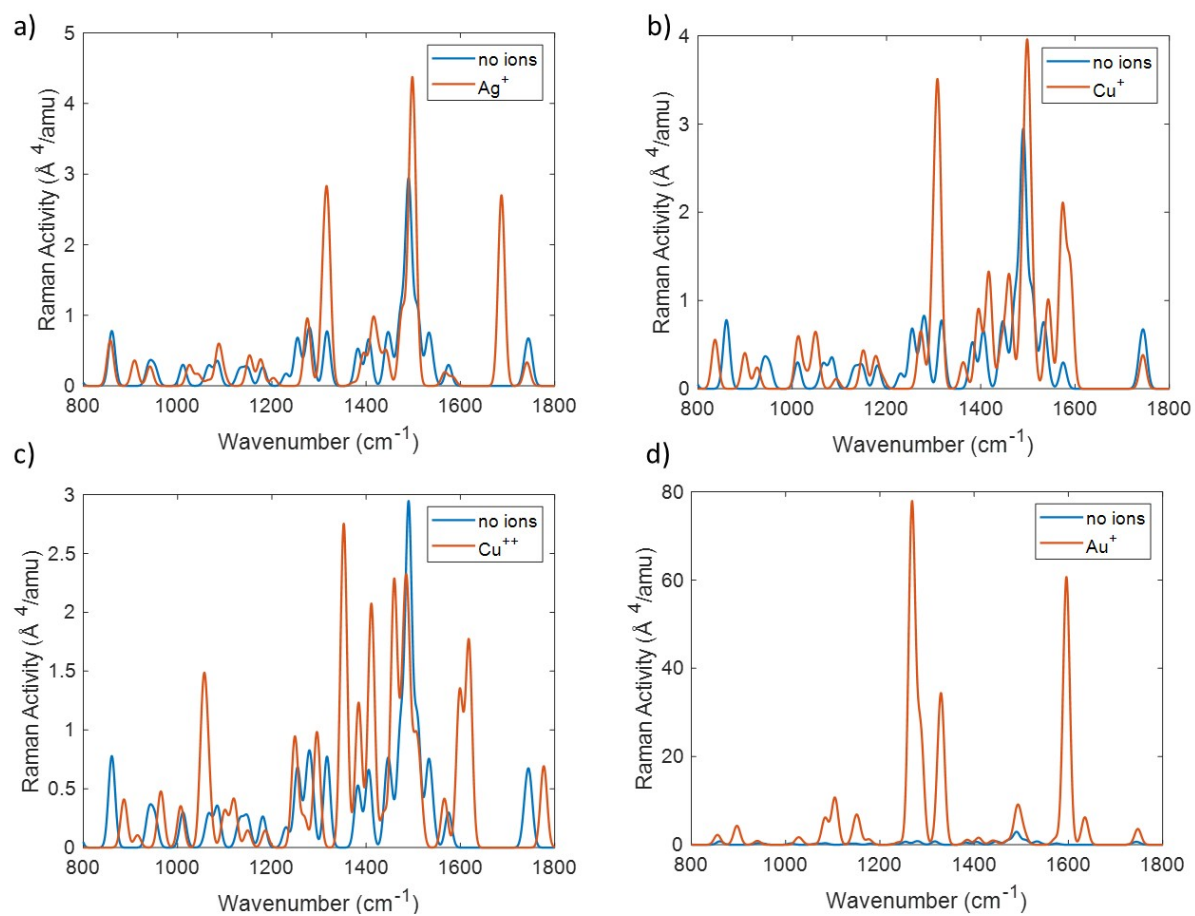 a)
5
4
3
2
1
0
Raman Activity (Å ⁴/amu)
no ions
Ag⁺
800 1000 1200 1400 1600 1800
Wavenumber (cm⁻¹)
b)
4
3
2
1
0
Raman Activity (Å ⁴/amu)
no ions
Cu⁺
800 1000 1200 1400 1600 1800
Wavenumber (cm⁻¹)
c)
3
2.5
2
1.5
1
0.5
0
Raman Activity (Å ⁴/amu)
no ions
Cu⁺⁺
800 1000 1200 1400 1600 1800
Wavenumber (cm⁻¹)
d)
80
60
40
20
0
Raman Activity (Å ⁴/amu)
no ions
Au⁺
800 1000 1200 1400 1600 1800
Wavenumber (cm⁻¹)